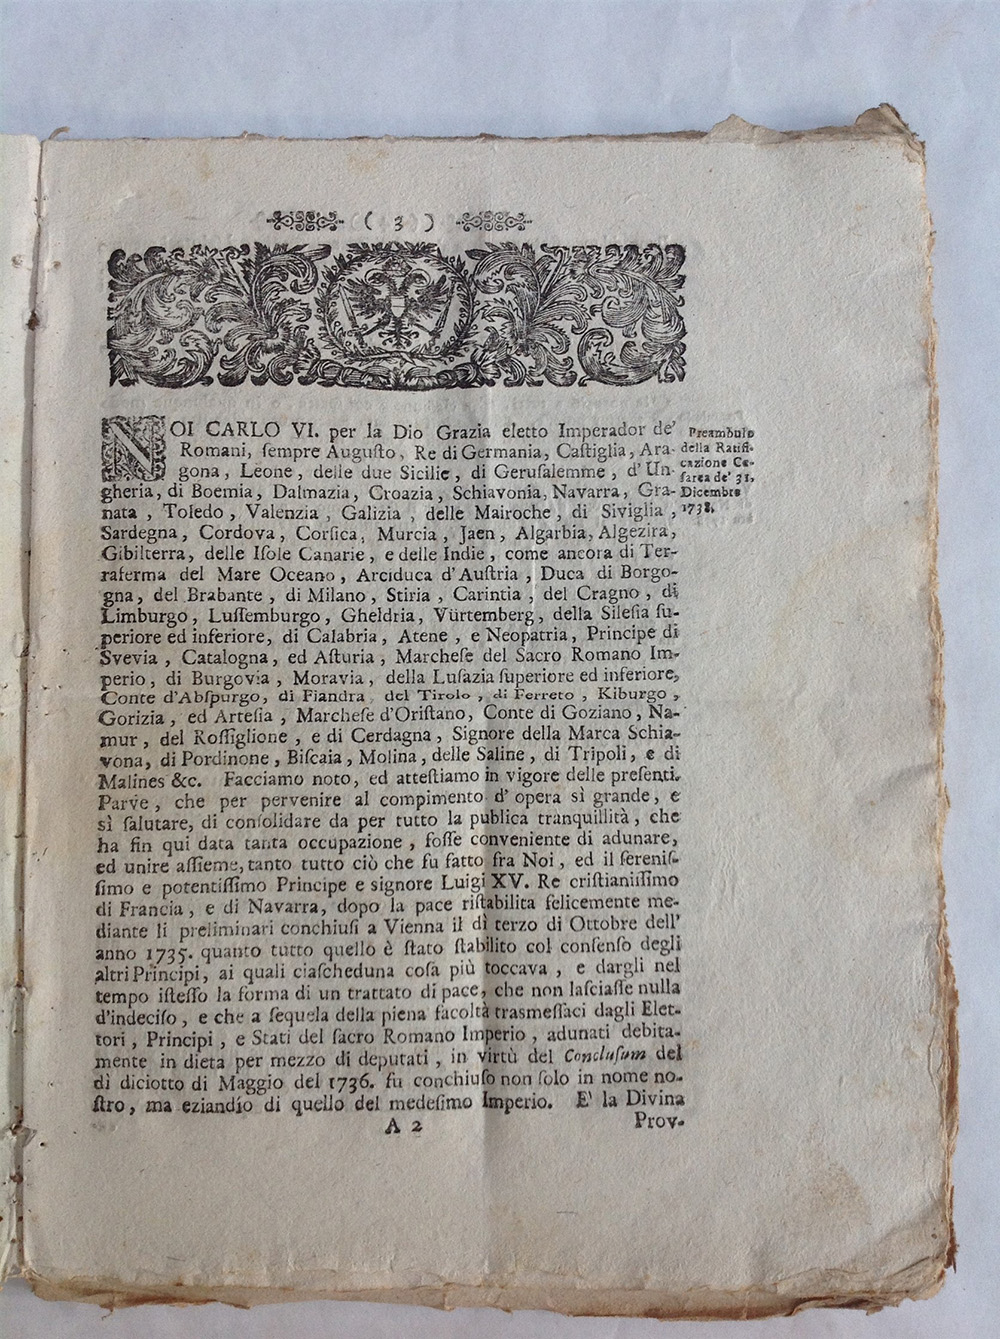 ( 3 )
NOI CARLO VI. per la Dio Grazia eletto Imperador de'
Romani, ſempre Auguſto, Re di Germania, Caſtiglia, Ara-
gona, Leone, delle due Sicilie, di Geruſalemme, d'Un-
gheria, di Boemia, Dalmazia, Croazia, Schiavonia, Navarra, Gra-
nata, Toledo, Valenzia, Galizia, delle Mairoche, di Siviglia,
Sardegna, Cordova, Corſica, Murcia, Jaen, Algarbia, Algezira,
Gibilterra, delle Iſole Canarie, e delle Indie, come ancora di Ter-
raferma del Mare Oceano, Arciduca d'Auſtria, Duca di Borgo-
gna, del Brabante, di Milano, Stiria, Carintia, del Cragno, di
Limburgo, Luſſemburgo, Gheldria, Vürtemberg, della Sileſia ſu-
periore ed inferiore, di Calabria, Atene, e Neopatria, Principe di
Svevia, Catalogna, ed Aſturia, Marcheſe del Sacro Romano Im-
perio, di Burgovia, Moravia, della Luſazia ſuperiore ed inferiore,
Conte d'Abſpurgo, di Fiandra, del Tirolo, di Ferreto, Kiburgo,
Gorizia, ed Arteſia, Marcheſe d'Oriſtano, Conte di Goziano, Na-
mur, del Roſſiglione, e di Cerdagna, Signore della Marca Schia-
vona, di Pordinone, Biſcaia, Molina, delle Saline, di Tripoli, e di
Malines &c. Facciamo noto, ed atteſtiamo in vigore delle preſenti.
Parve, che per pervenire al compimento d'opera sì grande, e
sì ſalutare, di conſolidare da per tutto la publica tranquillità, che
ha fin qui data tanta occupazione, foſſe conveniente di adunare,
ed unire aſſieme, tanto tutto ciò che fu fatto fra Noi, ed il ſereniſ-
ſimo e potentiſſimo Principe e signore Luigi XV. Re criſtianiſſimo
di Francia, e di Navarra, dopo la pace riſtabilita felicemente me-
diante li preliminari conchiuſi a Vienna il dì terzo di Ottobre dell'
anno 1735. quanto tutto quello è ſtato ſtabilito col conſenſo degli
altri Principi, ai quali ciaſcheduna coſa più toccava, e dargli nel
tempo iſteſſo la forma di un trattato di pace, che non laſciaſſe nulla
d'indeciſo, e che a ſequela della piena facoltà traſmeſſaci dagli Elet-
tori, Principi, e Stati del ſacro Romano Imperio, adunati debita-
mente in dieta per mezzo di deputati, in virtù del Concluſum del
dì diciotto di Maggio del 1736. fu conchiuſo non ſolo in nome no-
ſtro, ma eziandío di quello del medeſimo Imperio. E' la Divina
A 2 Prov-
Preambulo
della Ratifi-
cazione Ce-
ſarea de' 31.
Dicembre
1738.